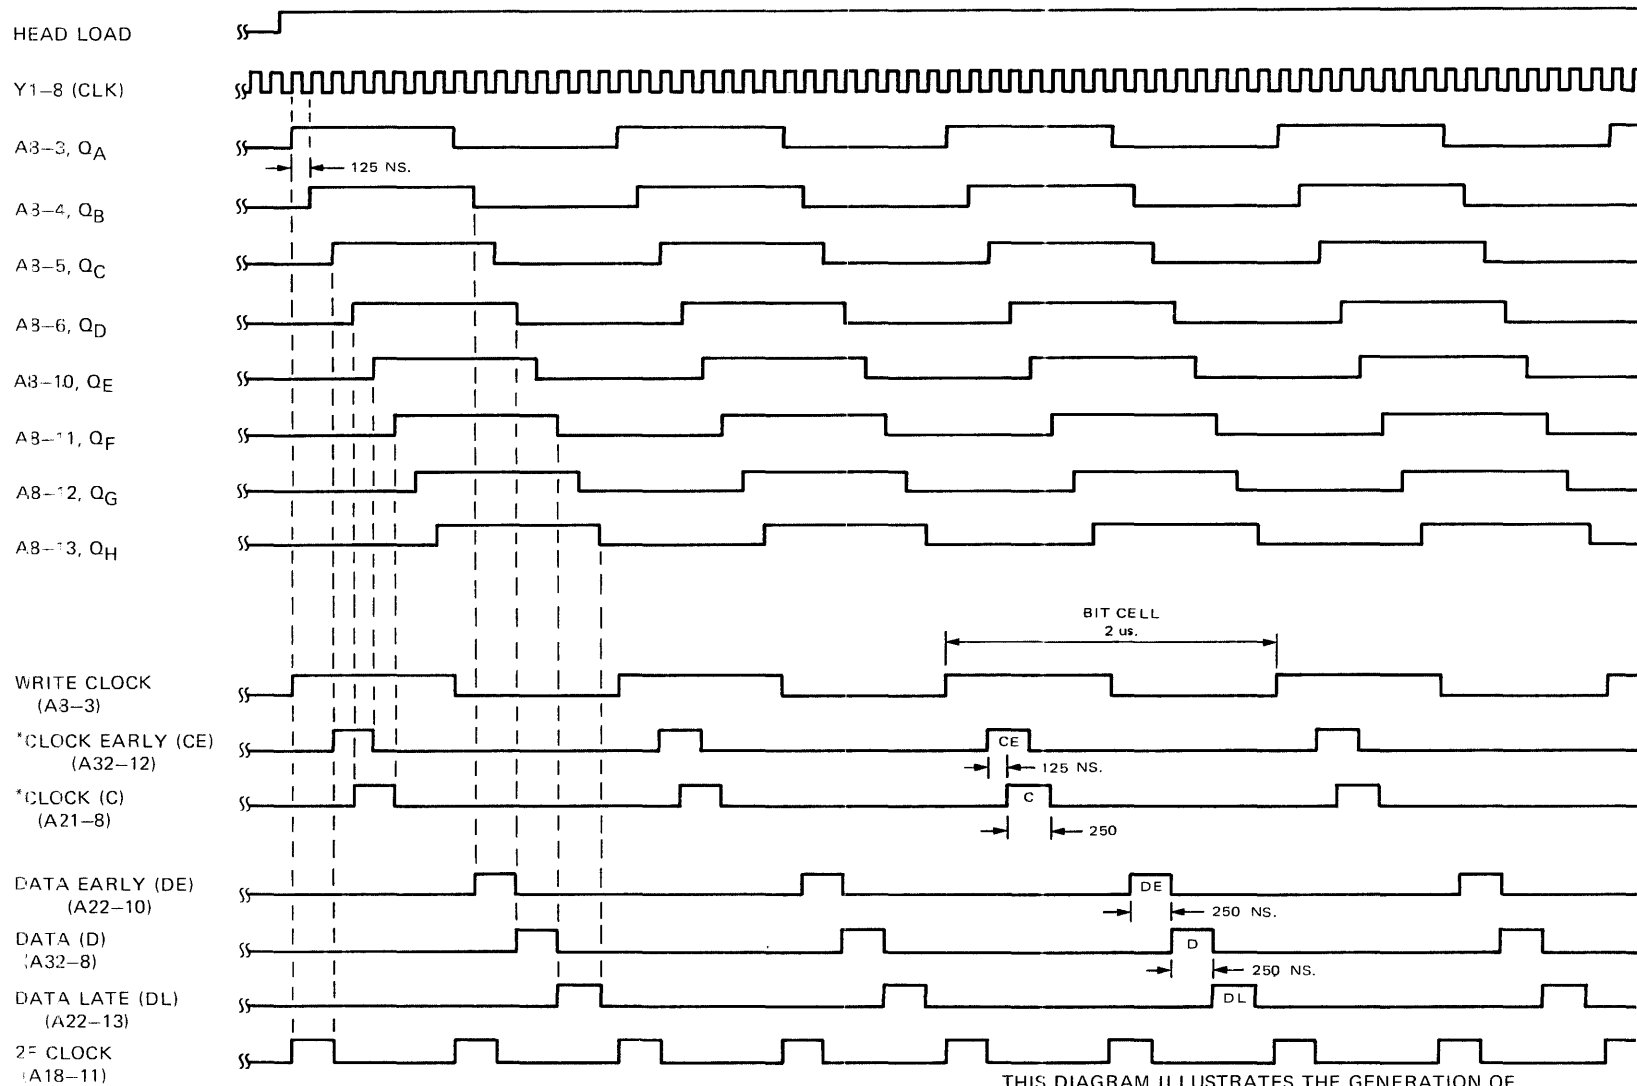 HEAD LOAD
Y1–8 (CLK)
A8–3, QA
125 NS.
A8–4, QB
A8–5, QC
A8–6, QD
A8–10, QE
A8–11, QF
A8–12, QG
A8–13, QH
BIT CELL
2 us.
WRITE CLOCK
(A8–3)
*CLOCK EARLY (CE)
(A32–12)
CE
125 NS.
*CLOCK (C)
(A21–8)
C
250
DATA EARLY (DE)
(A22–10)
DE
250 NS.
DATA (D)
(A32–8)
D
250 NS.
DATA LATE (DL)
(A22–13)
DL
2F CLOCK
(A18–11)
THIS DIAGRAM ILLUSTRATES THE GENERATION OF